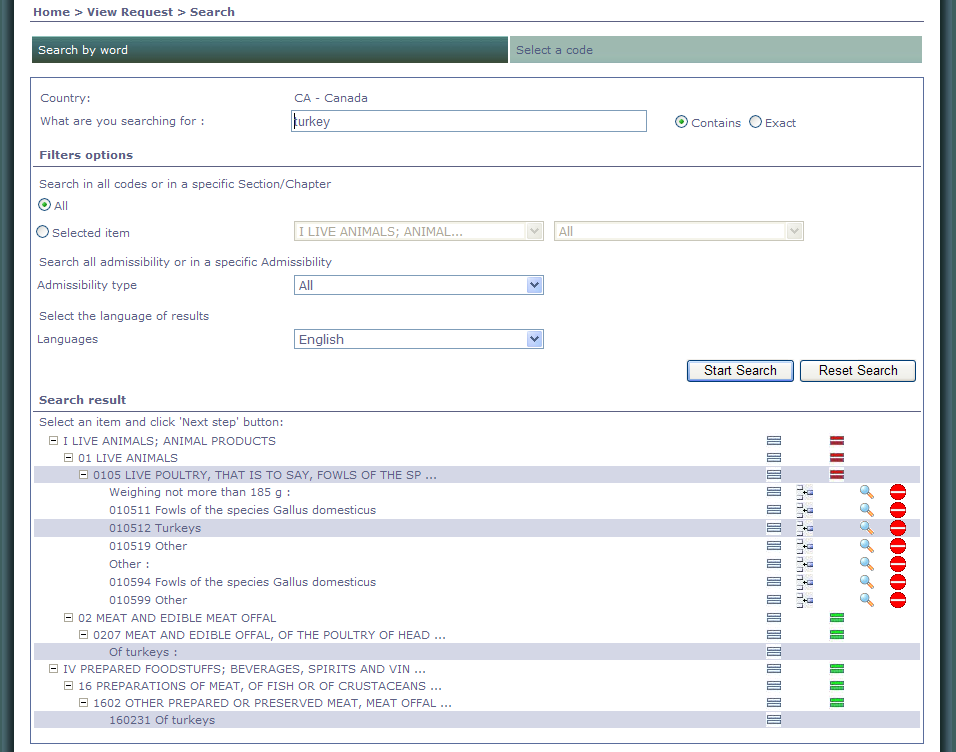 Home > View Request > Search
Search by word
Select a code
Country: CA - Canada
What are you searching for : turkey Contains Exact
Filters options
Search in all codes or in a specific Section/Chapter
All
Selected item I LIVE ANIMALS; ANIMAL... All
Search all admissibility or in a specific Admissibility
Admissibility type All
Select the language of results
Languages English
Start Search Reset Search
Search result
Select an item and click 'Next step' button:
I LIVE ANIMALS; ANIMAL PRODUCTS
01 LIVE ANIMALS
0105 LIVE POULTRY, THAT IS TO SAY, FOWLS OF THE SP ...
Weighing not more than 185 g :
010511 Fowls of the species Gallus domesticus
010512 Turkeys
010519 Other
Other :
010594 Fowls of the species Gallus domesticus
010599 Other
02 MEAT AND EDIBLE MEAT OFFAL
0207 MEAT AND EDIBLE OFFAL, OF THE POULTRY OF HEAD ...
Of turkeys :
IV PREPARED FOODSTUFFS; BEVERAGES, SPIRITS AND VIN ...
16 PREPARATIONS OF MEAT, OF FISH OR OF CRUSTACEANS ...
1602 OTHER PREPARED OR PRESERVED MEAT, MEAT OFFAL ...
160231 Of turkeys